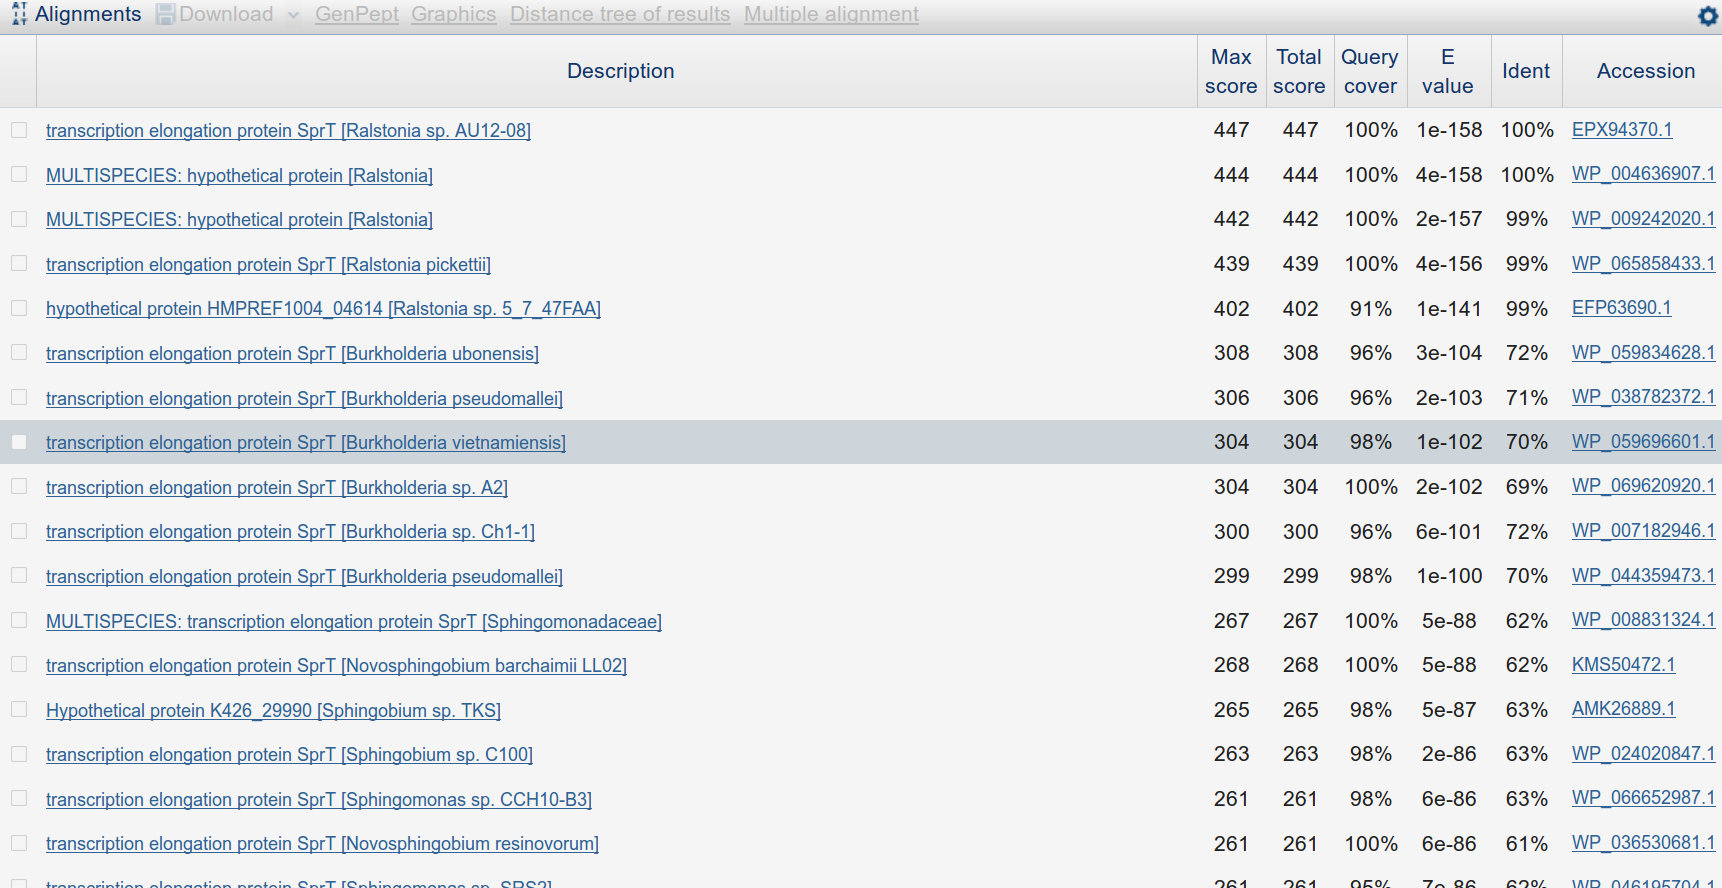 Alignments Download GenPept Graphics Distance tree of results Multiple alignment
Description Max score Total score Query cover E value Ident Accession
transcription elongation protein SprT [Ralstonia sp. AU12-08] 447 447 100% 1e-158 100% EPX94370.1
MULTISPECIES: hypothetical protein [Ralstonia] 444 444 100% 4e-158 100% WP_004636907.1
MULTISPECIES: hypothetical protein [Ralstonia] 442 442 100% 2e-157 99% WP_009242020.1
transcription elongation protein SprT [Ralstonia pickettii] 439 439 100% 4e-156 99% WP_065858433.1
hypothetical protein HMPREF1004_04614 [Ralstonia sp. 5_7_47FAA] 402 402 91% 1e-141 99% EFP63690.1
transcription elongation protein SprT [Burkholderia ubonensis] 308 308 96% 3e-104 72% WP_059834628.1
transcription elongation protein SprT [Burkholderia pseudomallei] 306 306 96% 2e-103 71% WP_038782372.1
transcription elongation protein SprT [Burkholderia vietnamiensis] 304 304 98% 1e-102 70% WP_059696601.1
transcription elongation protein SprT [Burkholderia sp. A2] 304 304 100% 2e-102 69% WP_069620920.1
transcription elongation protein SprT [Burkholderia sp. Ch1-1] 300 300 96% 6e-101 72% WP_007182946.1
transcription elongation protein SprT [Burkholderia pseudomallei] 299 299 98% 1e-100 70% WP_044359473.1
MULTISPECIES: transcription elongation protein SprT [Sphingomonadaceae] 267 267 100% 5e-88 62% WP_008831324.1
transcription elongation protein SprT [Novosphingobium barchaimii LL02] 268 268 100% 5e-88 62% KMS50472.1
Hypothetical protein K426_29990 [Sphingobium sp. TKS] 265 265 98% 5e-87 63% AMK26889.1
transcription elongation protein SprT [Sphingobium sp. C100] 263 263 98% 2e-86 63% WP_024020847.1
transcription elongation protein SprT [Sphingomonas sp. CCH10-B3] 261 261 98% 6e-86 63% WP_066652987.1
transcription elongation protein SprT [Novosphingobium resinovorum] 261 261 100% 6e-86 61% WP_036530681.1
transcription elongation protein SprT [Sphingomonas sp. SRS2] 261 261 95% 7e-86 62% WP_046195704.1